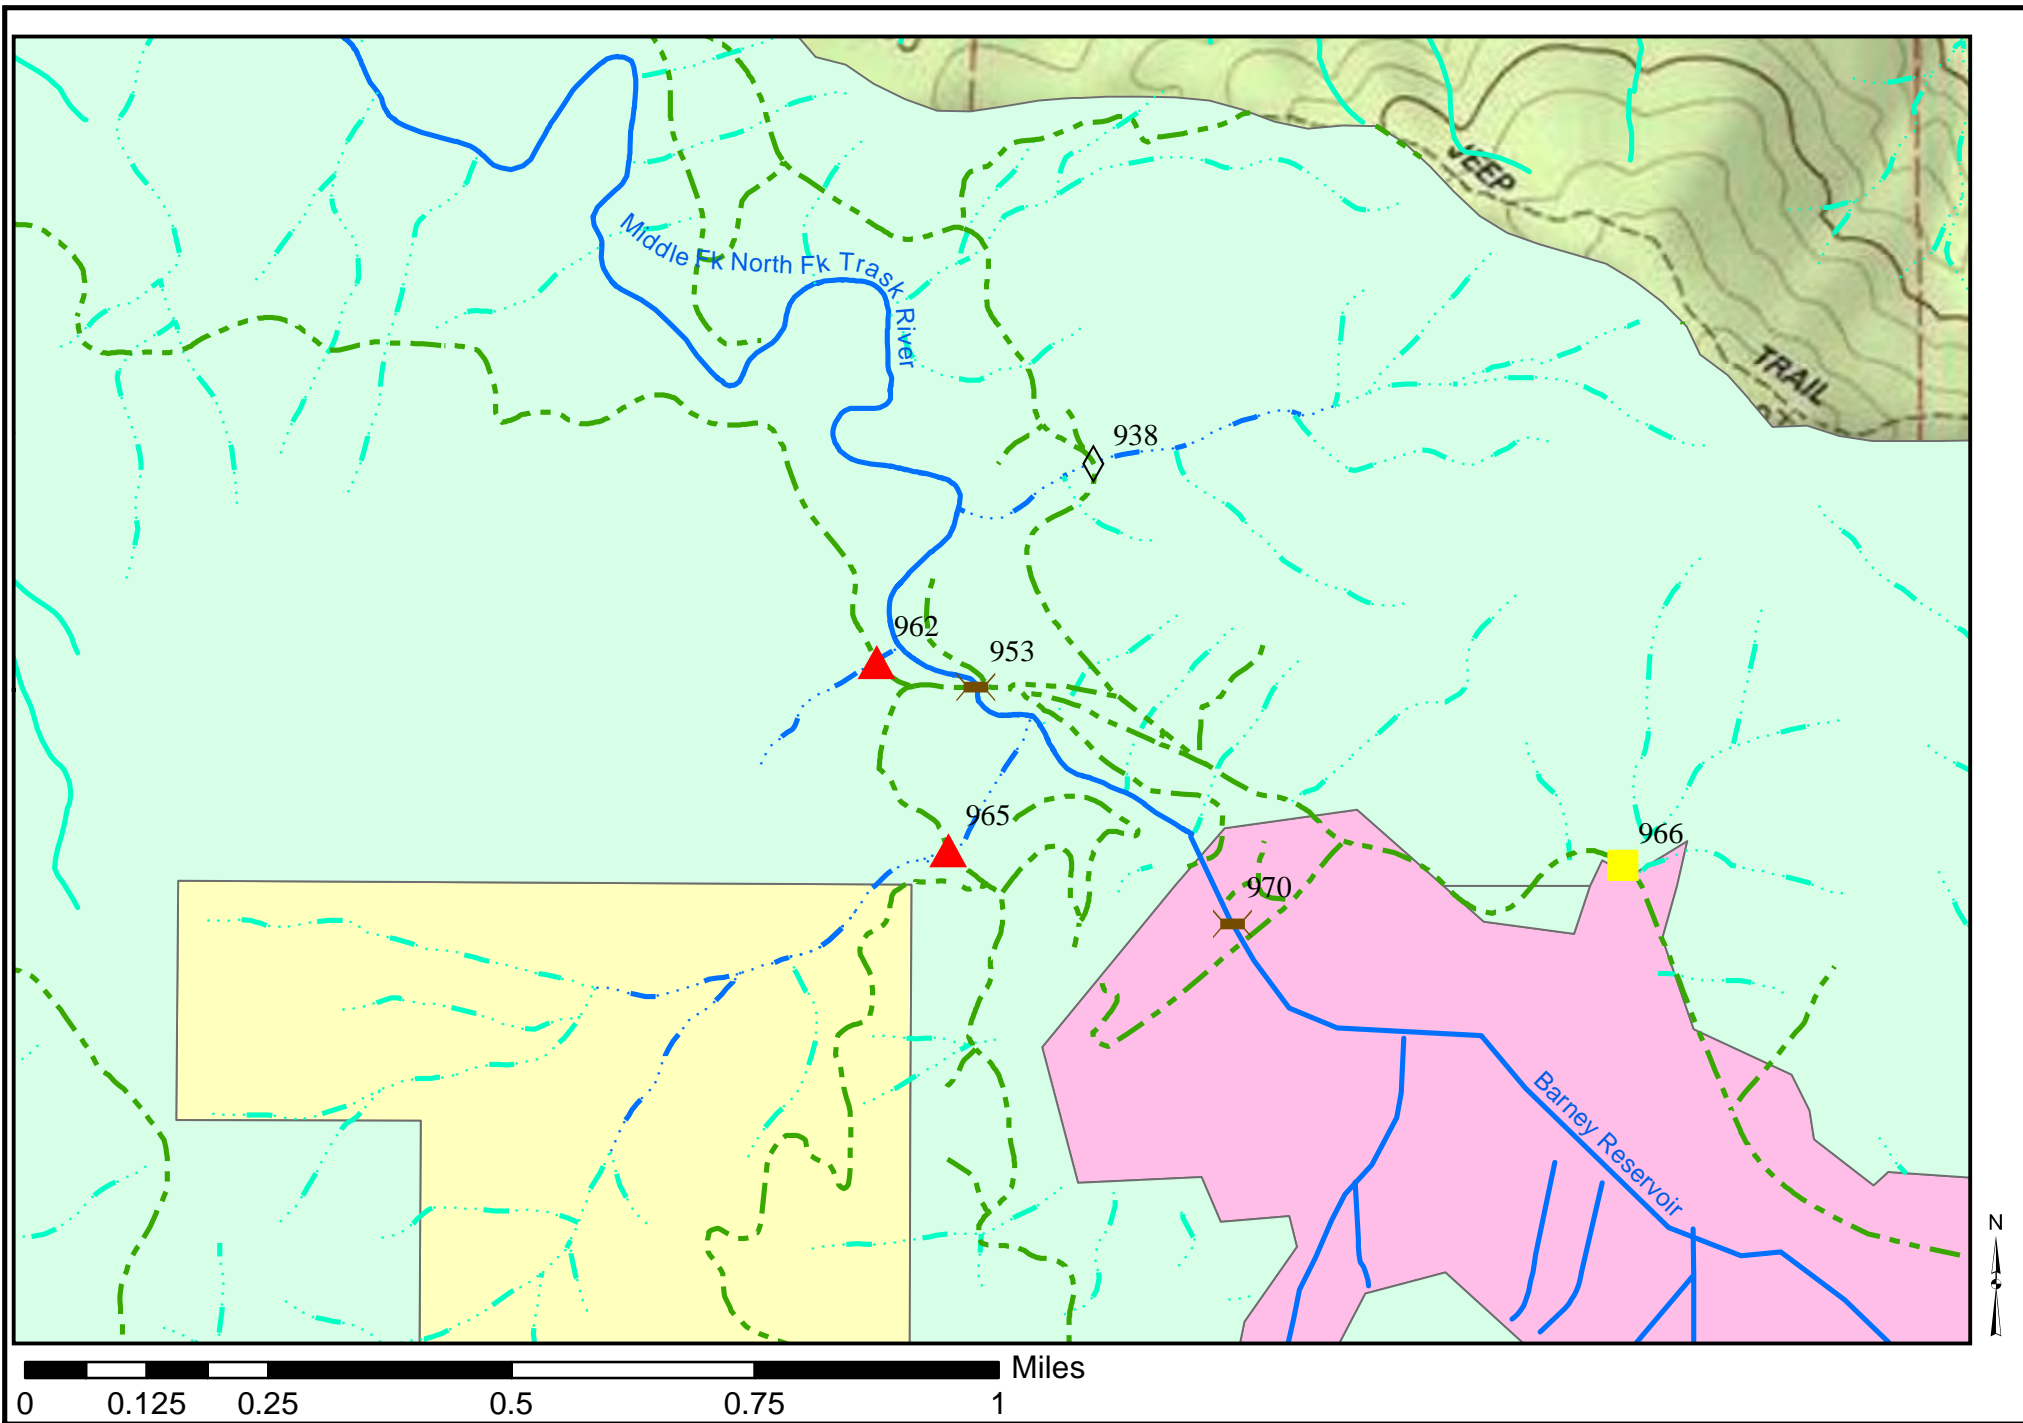 JEEP
Middle Fk North Fk Trask River
TRAIL
938
962
953
965
966
970
Barney Reservoir
N
Miles
0 0.125 0.25 0.5 0.75 1